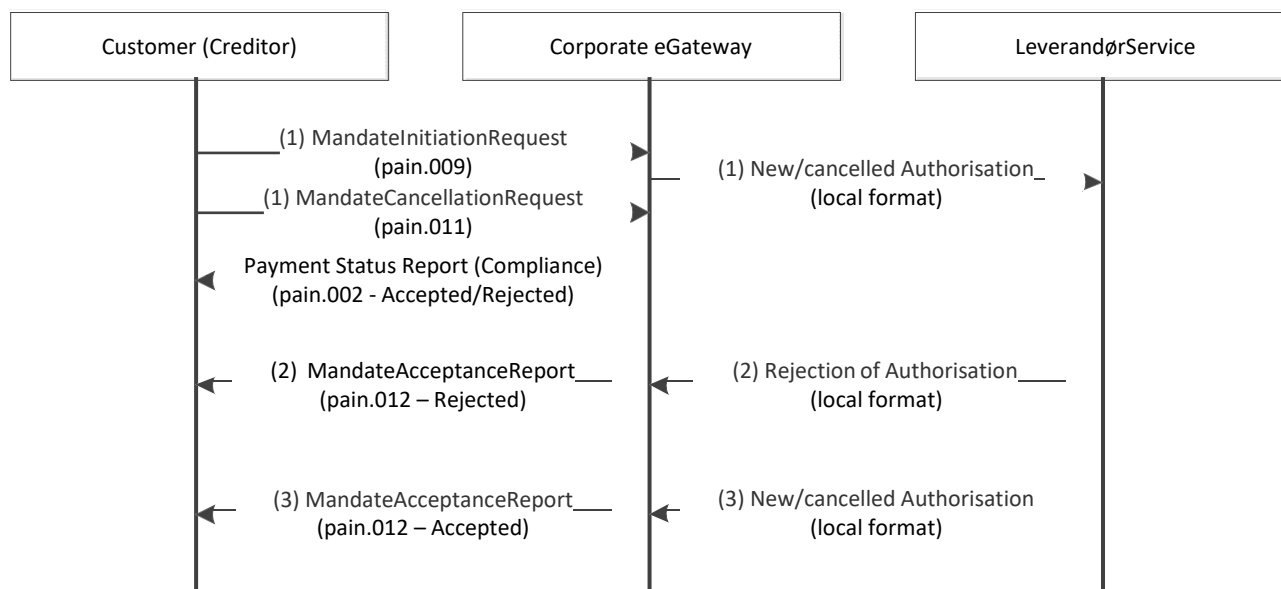 Customer (Creditor)
Corporate eGateway
LeverandørService
(1) MandateInitiationRequest
(pain.009)
(1) New/cancelled Authorisation
(local format)
(1) MandateCancellationRequest
(pain.011)
Payment Status Report (Compliance)
(pain.002 - Accepted/Rejected)
(2) MandateAcceptanceReport
(pain.012 – Rejected)
(2) Rejection of Authorisation
(local format)
(3) MandateAcceptanceReport
(pain.012 – Accepted)
(3) New/cancelled Authorisation
(local format)